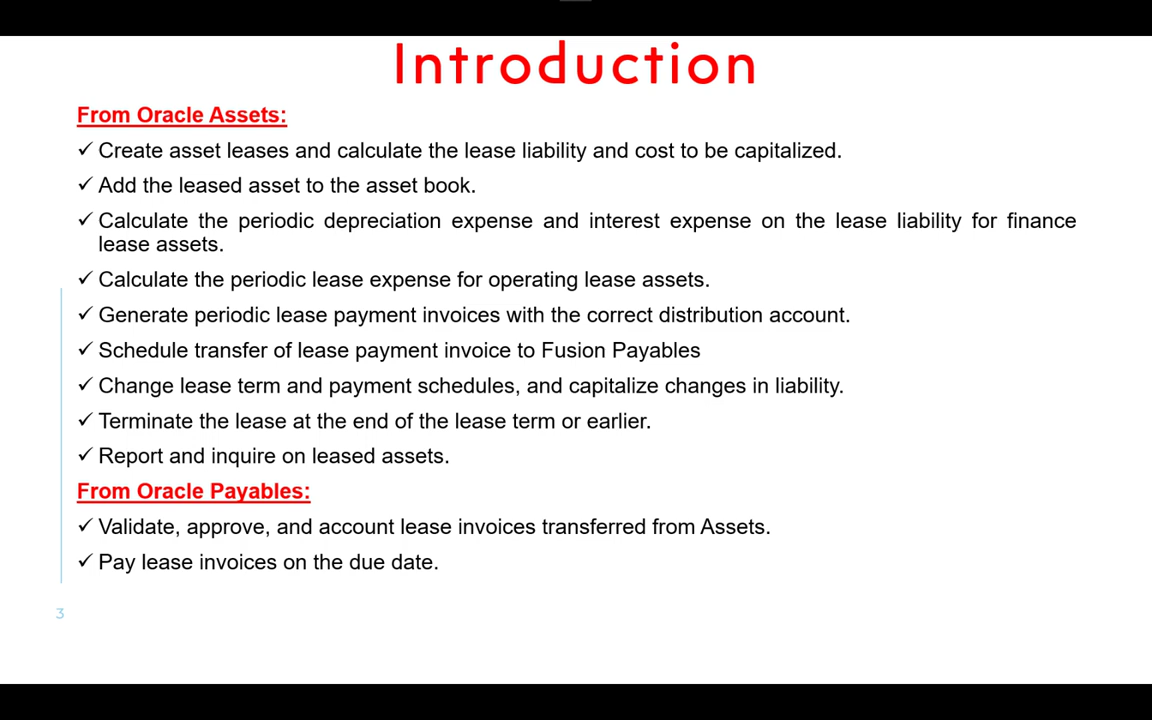 Introduction
From Oracle Assets:
✓ Create asset leases and calculate the lease liability and cost to be capitalized.
✓ Add the leased asset to the asset book.
✓ Calculate the periodic depreciation expense and interest expense on the lease liability for finance
lease assets.
✓ Calculate the periodic lease expense for operating lease assets.
✓ Generate periodic lease payment invoices with the correct distribution account.
✓ Schedule transfer of lease payment invoice to Fusion Payables
✓ Change lease term and payment schedules, and capitalize changes in liability.
✓ Terminate the lease at the end of the lease term or earlier.
✓ Report and inquire on leased assets.
From Oracle Payables:
✓ Validate, approve, and account lease invoices transferred from Assets.
✓ Pay lease invoices on the due date.
3